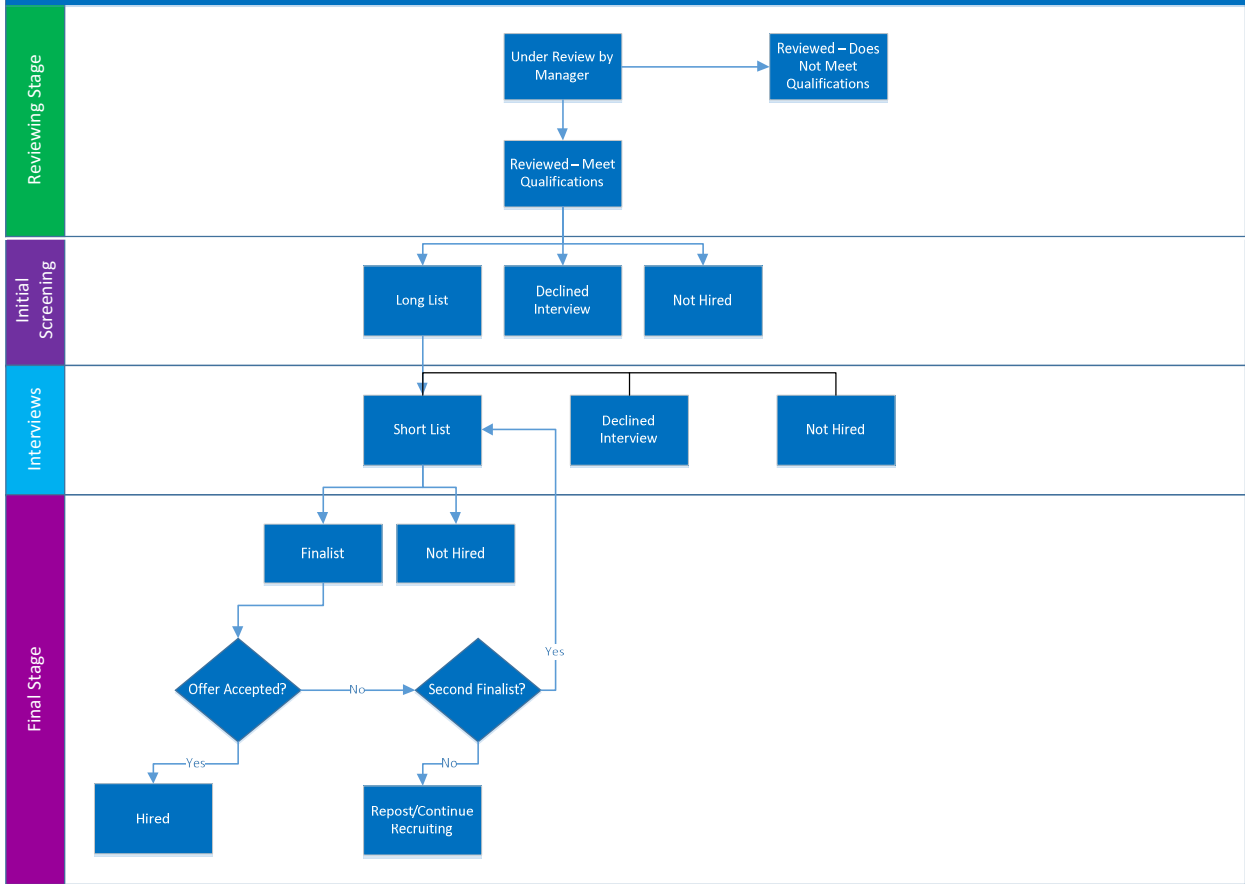 Reviewing Stage
Under Review by
Manager
Reviewed – Does
Not Meet
Qualifications
Reviewed – Meet
Qualifications
Initial
Screening
Long List
Declined
Interview
Not Hired
Interviews
Short List
Declined
Interview
Not Hired
Final Stage
Finalist
Not Hired
Offer Accepted?
No
Second Finalist?
Yes
Yes
No
Hired
Repost/Continue
Recruiting